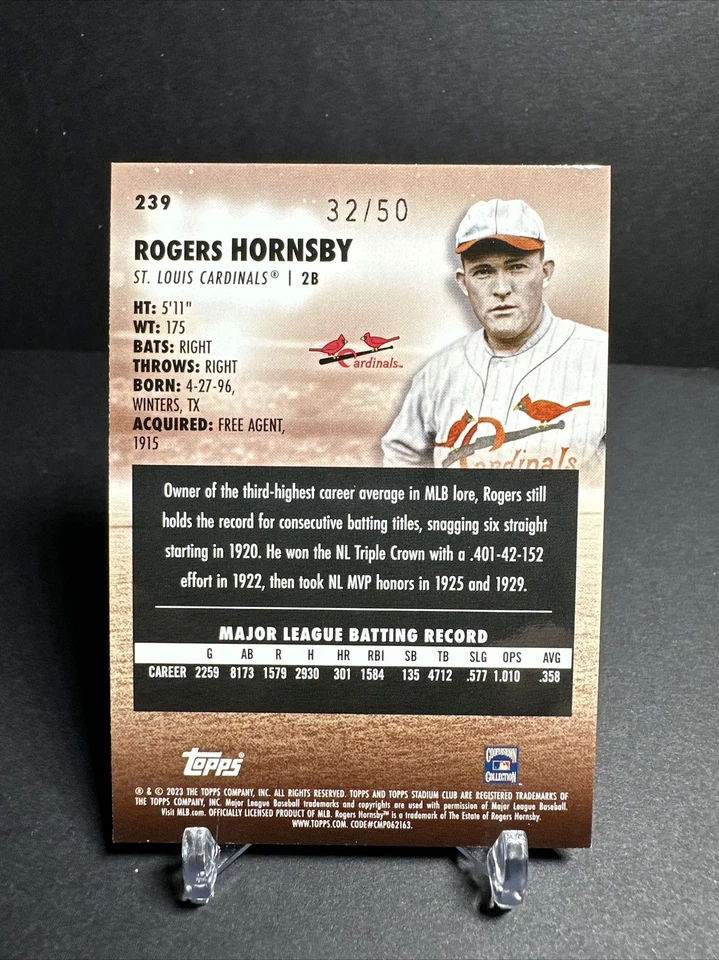 239
32/50
ROGERS HORNSBY
ST. LOUIS CARDINALS® | 2B
HT: 5'11"
WT: 175
BATS: RIGHT
THROWS: RIGHT
BORN: 4-27-96,
WINTERS, TX
ACQUIRED: FREE AGENT,
1915
Cardinals™
Cardinals
Owner of the third-highest career average in MLB lore, Rogers still
holds the record for consecutive batting titles, snagging six straight
starting in 1920. He won the NL Triple Crown with a .401-42-152
effort in 1922, then took NL MVP honors in 1925 and 1929.
MAJOR LEAGUE BATTING RECORD
G AB R H HR RBI SB TB SLG OPS AVG
CAREER 2259 8173 1579 2930 301 1584 135 4712 .577 1.010 .358
topps®
COOPERSTOWN
COLLECTION™
® & © 2023 THE TOPPS COMPANY, INC. ALL RIGHTS RESERVED. TOPPS AND TOPPS STADIUM CLUB ARE REGISTERED TRADEMARKS OF
THE TOPPS COMPANY, INC. Major League Baseball trademarks and copyrights are used with permission of Major League Baseball.
Visit MLB.com. OFFICIALLY LICENSED PRODUCT OF MLB. Rogers Hornsby™ is a trademark of The Estate of Rogers Hornsby.
WWW.TOPPS.COM. CODE#CMP062163.